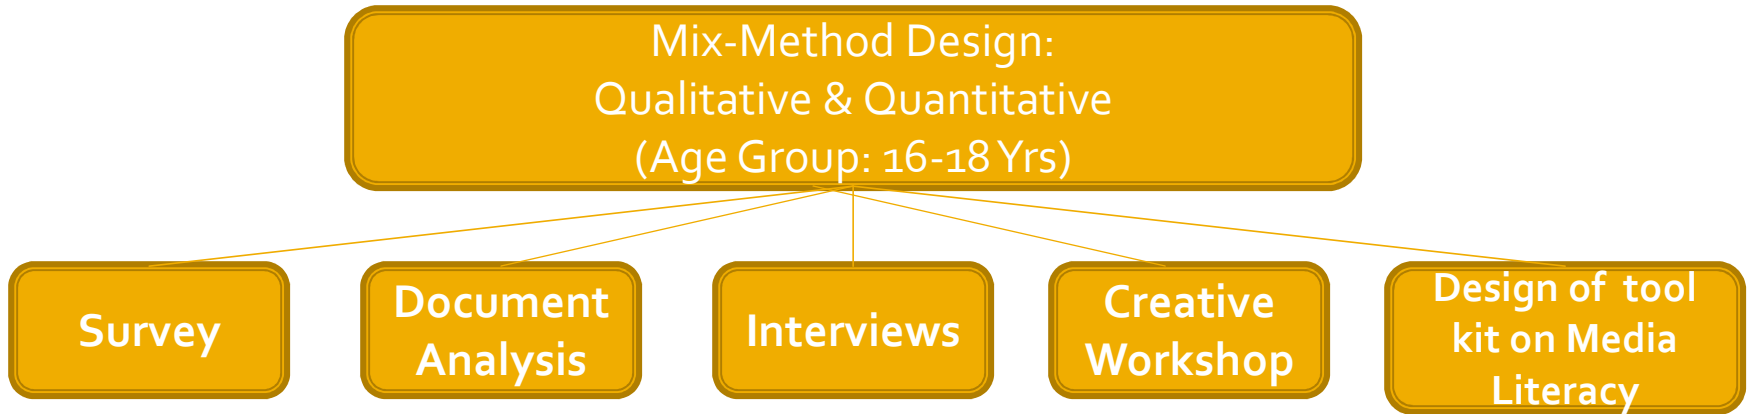 Mix-Method Design:
Qualitative & Quantitative
(Age Group: 16-18 Yrs)
Survey
Document
Analysis
Interviews
Creative
Workshop
Design of tool
kit on Media
Literacy